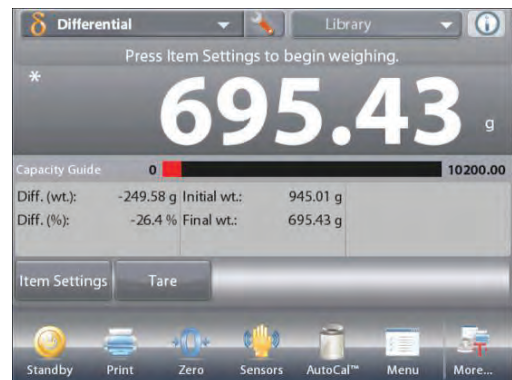 δ Differential Library
Press Item Settings to begin weighing.
* 695.43 g
Capacity Guide 0 10200.00
Diff. (wt.): -249.58 g Initial wt.: 945.01 g
Diff. (%): -26.4 % Final wt.: 695.43 g
Item Settings Tare
Standby Print Zero Sensors AutoCal™ Menu More...